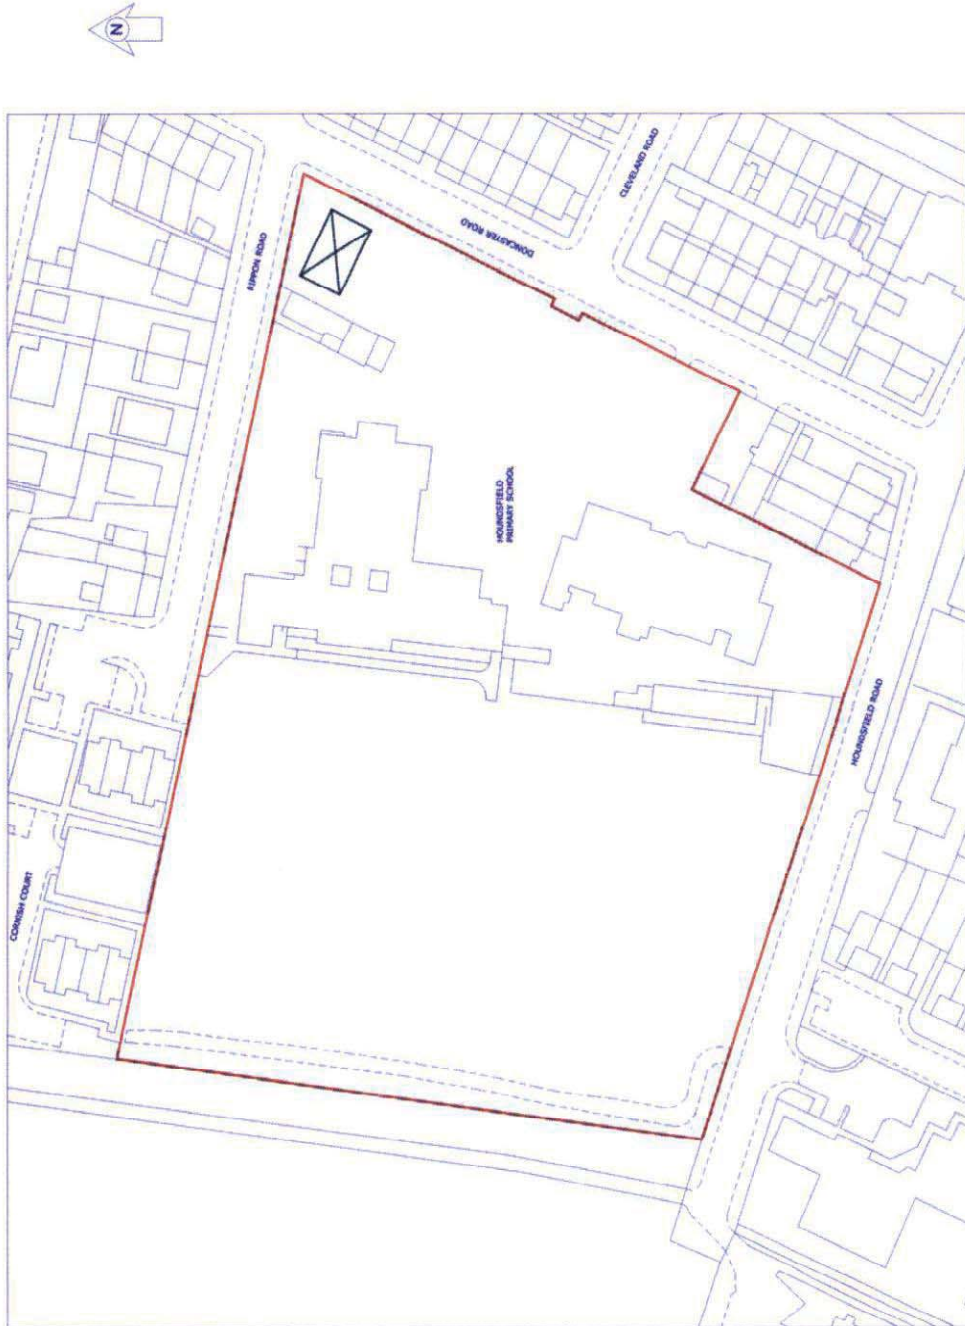 N
CLEVELAND ROAD
DONCASTER ROAD
RIPPON ROAD
HOUNDSFIELD
PRIMARY SCHOOL
HOUNDSFIELD ROAD
CORNISH COURT